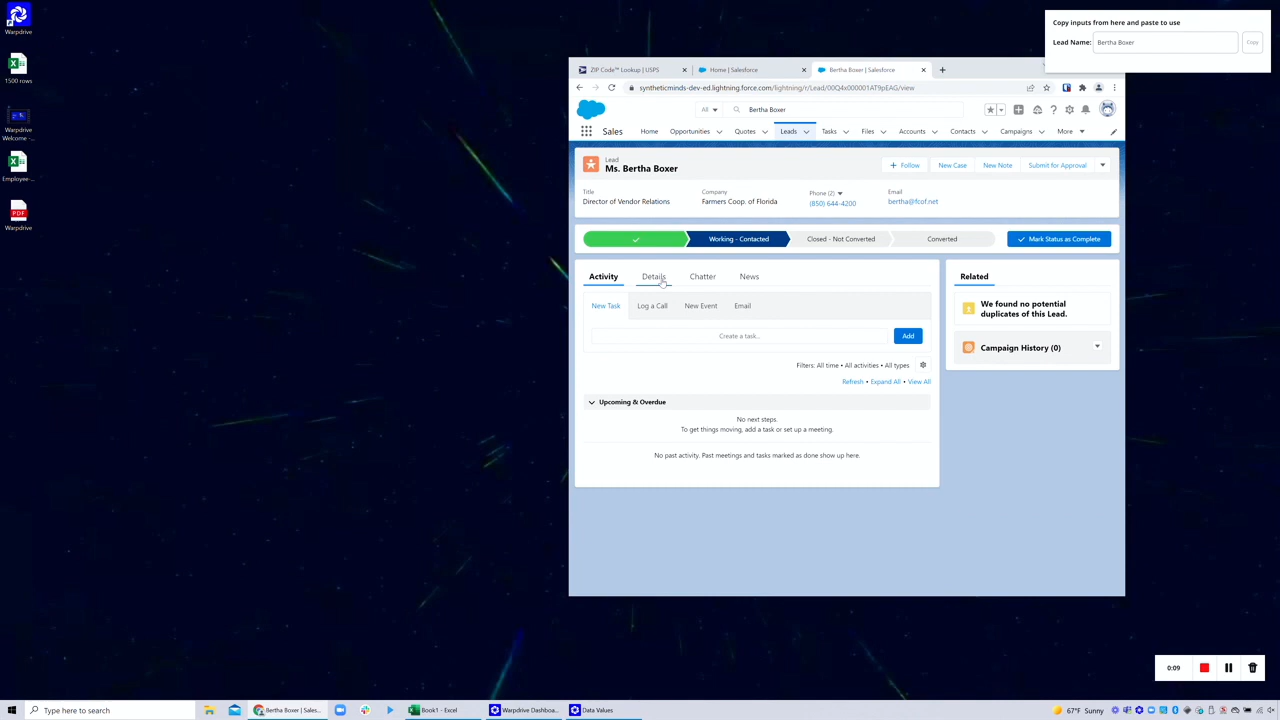 Warpdrive
1500 rows
Warpdrive
Welcome -...
Employee-...
Warpdrive
Copy inputs from here and paste to use
Lead Name: Bertha Boxer Copy
ZIP Code™ Lookup | USPS Home | Salesforce Bertha Boxer | Salesforce
syntheticminds-dev-ed.lightning.force.com/lightning/r/Lead/00Q4x000001AT9pEAG/view
All Bertha Boxer
Sales Home Opportunities Quotes Leads Tasks Files Accounts Contacts Campaigns More
Lead
Ms. Bertha Boxer
Follow New Case New Note Submit for Approval
Title Company Phone (2) Email
Director of Vendor Relations Farmers Coop. of Florida (850) 644-4200 bertha@fcof.net
Working - Contacted Closed - Not Converted Converted Mark Status as Complete
Activity Details Chatter News
New Task Log a Call New Event Email
Create a task... Add
Filters: All time • All activities • All types
Refresh • Expand All • View All
Upcoming & Overdue
No next steps.
To get things moving, add a task or set up a meeting.
No past activity. Past meetings and tasks marked as done show up here.
Related
We found no potential
duplicates of this Lead.
Campaign History (0)
0:09
Type here to search
Bertha Boxer | Sales...
Book1 - Excel
Warpdrive Dashboa...
Data Values
67°F Sunny